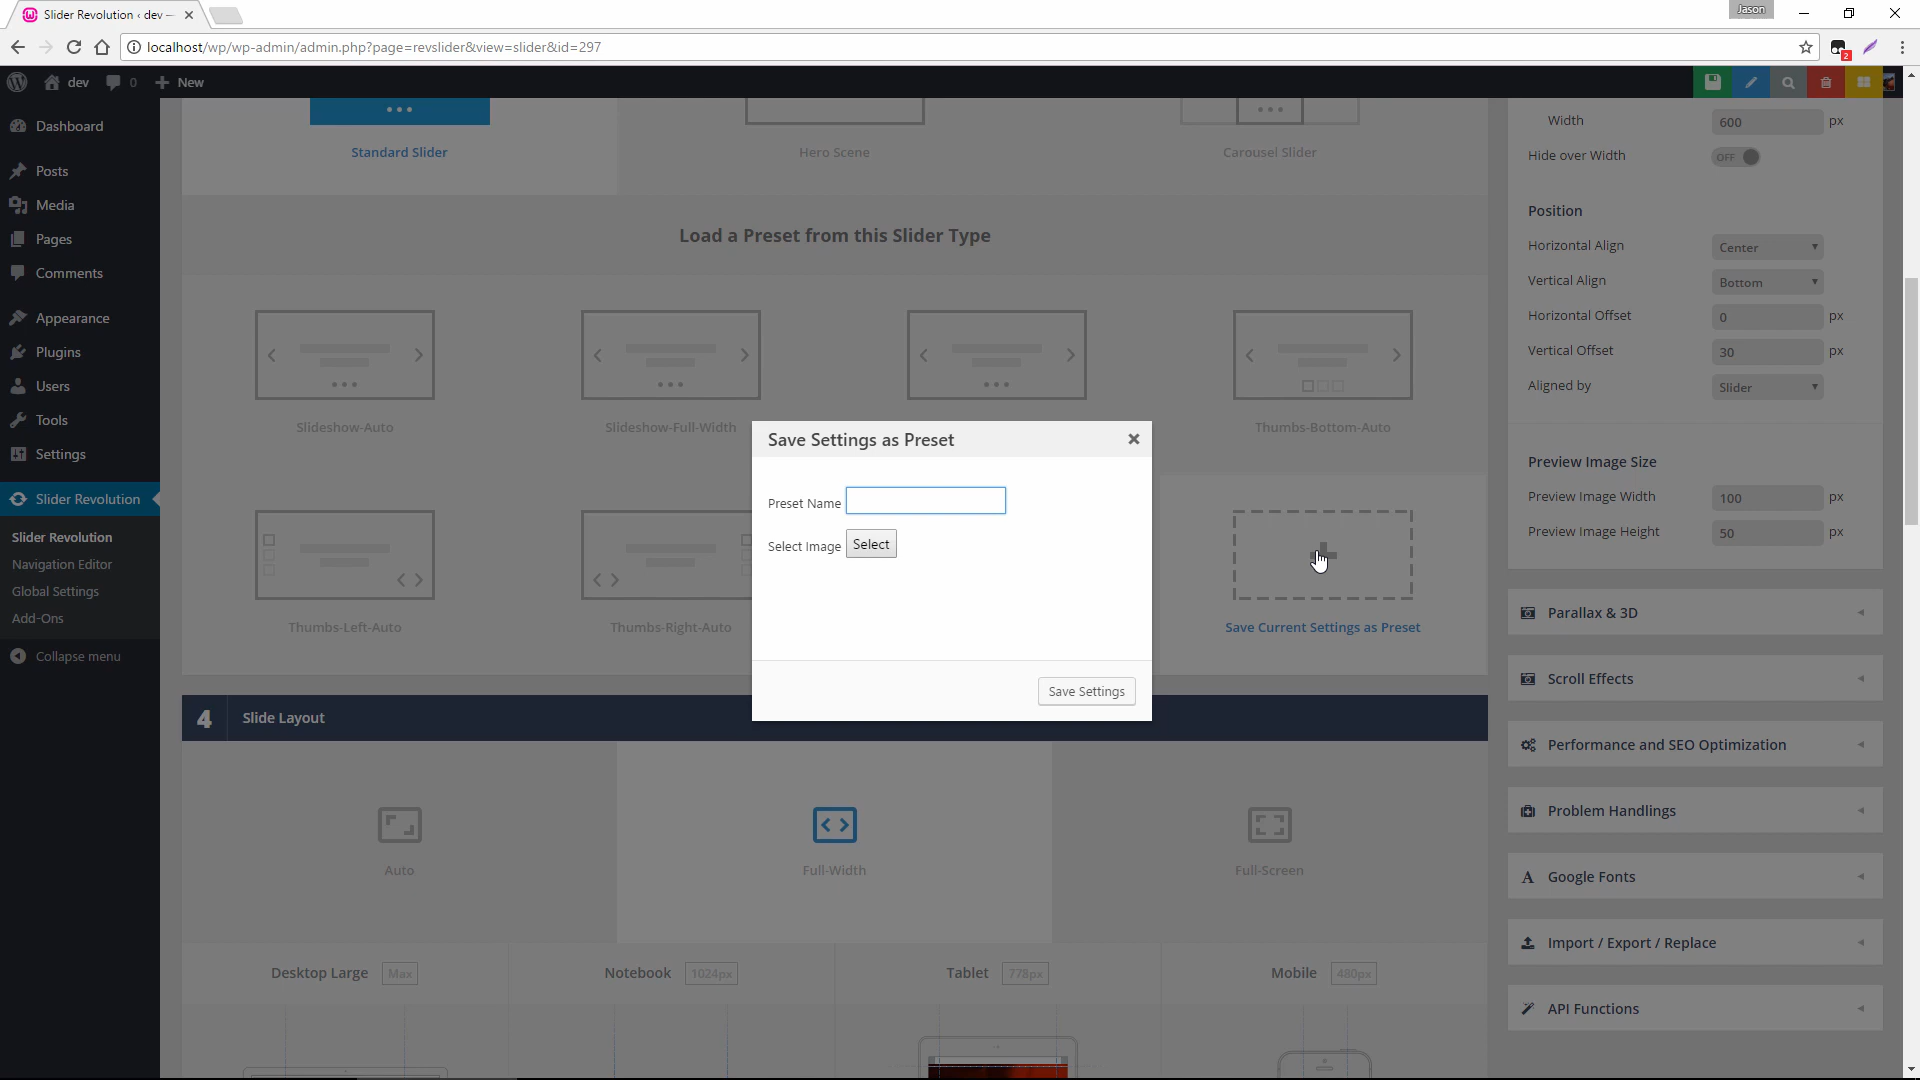 Slider Revolution ‹ dev —
Jason
localhost/wp/wp-admin/admin.php?page=revslider&view=slider&id=297
2
dev
0
New
Dashboard
Posts
Media
Pages
Comments
Appearance
Plugins
Users
Tools
Settings
Slider Revolution
Slider Revolution
Navigation Editor
Global Settings
Add-Ons
Collapse menu
Standard Slider
Hero Scene
Carousel Slider
Load a Preset from this Slider Type
Slideshow-Auto
Slideshow-Full-Width
Thumbs-Bottom-Auto
Thumbs-Left-Auto
Thumbs-Right-Auto
Save Current Settings as Preset
Save Settings as Preset
Preset Name
Select Image
Select
Save Settings
4
Slide Layout
Auto
Full-Width
Full-Screen
Desktop Large Max
Notebook 1024px
Tablet 778px
Mobile 480px
Width 600 px
Hide over Width OFF
Position
Horizontal Align Center
Vertical Align Bottom
Horizontal Offset 0 px
Vertical Offset 30 px
Aligned by Slider
Preview Image Size
Preview Image Width 100 px
Preview Image Height 50 px
Parallax & 3D
Scroll Effects
Performance and SEO Optimization
Problem Handlings
Google Fonts
Import / Export / Replace
API Functions